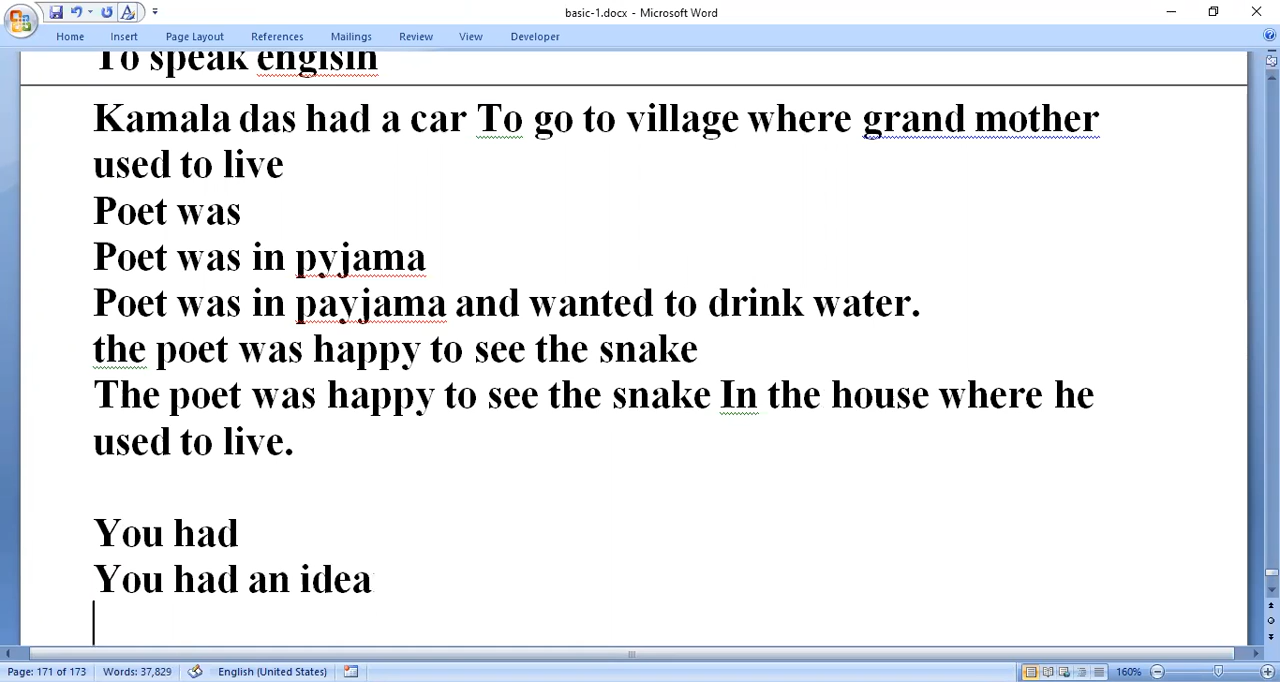 basic-1.docx - Microsoft Word
Home Insert Page Layout References Mailings Review View Developer
To speak engisin
Kamala das had a car To go to village where grand mother
used to live
Poet was
Poet was in pyjama
Poet was in payjama and wanted to drink water.
the poet was happy to see the snake
The poet was happy to see the snake In the house where he
used to live.
You had
You had an idea
Page: 171 of 173 Words: 37,829 English (United States) 160%